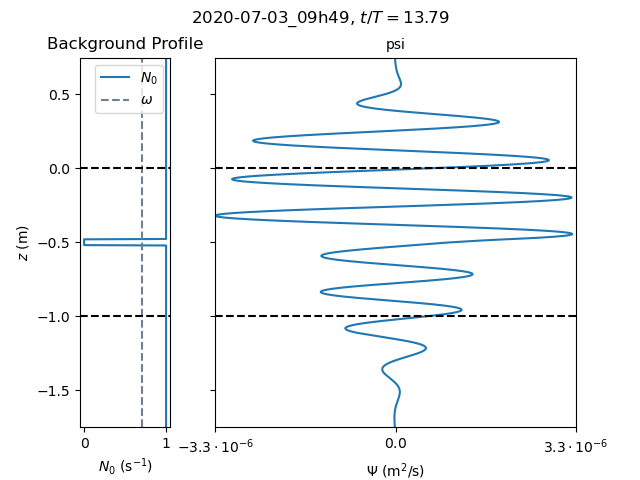 2020-07-03_09h49, t/T = 13.79
Background Profile
psi
N₀
ω
0.5
0.0
−0.5
−1.0
−1.5
z (m)
0
1
N₀ (s⁻¹)
−3.3 · 10⁻⁶
0.0
3.3 · 10⁻⁶
Ψ (m²/s)